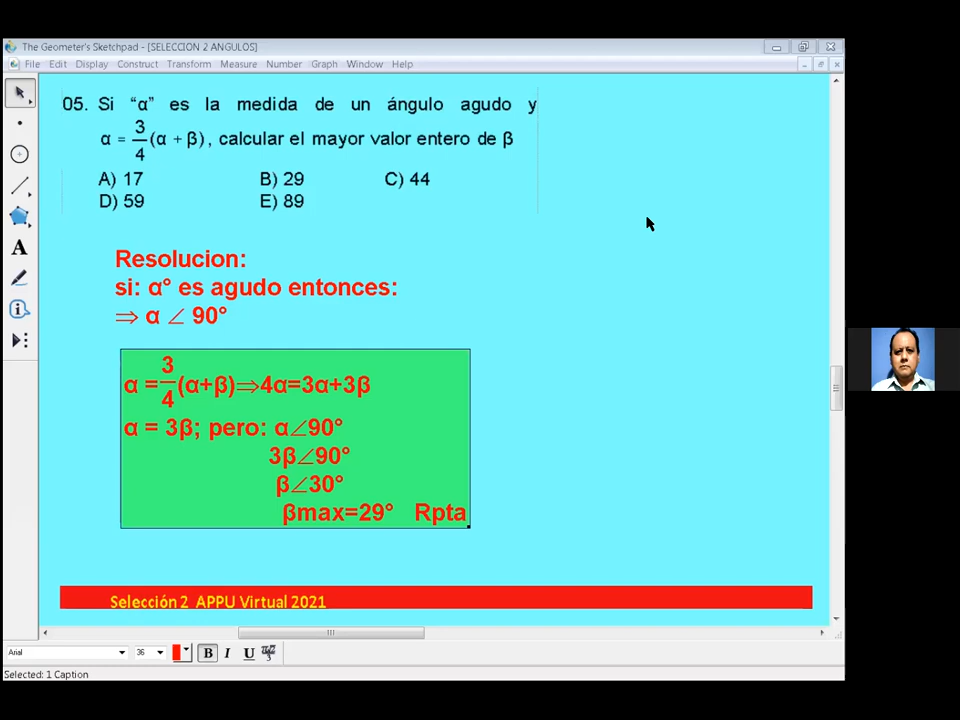 The Geometer's Sketchpad - [SELECCION 2 ANGULOS]
File Edit Display Construct Transform Measure Number Graph Window Help
05. Si “α” es la medida de un ángulo agudo y
α = 3/4 (α + β), calcular el mayor valor entero de β
A) 17 B) 29 C) 44
D) 59 E) 89
Resolucion:
si: α° es agudo entonces:
⇒ α ∠ 90°
α = 3/4 (α+β)⇒4α=3α+3β
α = 3β; pero: α∠90°
3β∠90°
β∠30°
βmax=29° Rpta
Selección 2 APPU Virtual 2021
Arial 36 B I U
Selected: 1 Caption